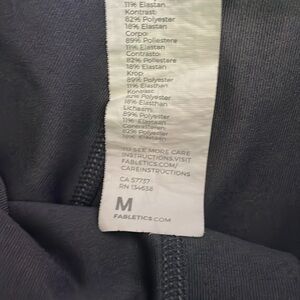 11% Elastan
Kontrast:
82% Polyester
18% Elastan
Corpo:
89% Poliestere
11% Elastan
Contrasto:
82% Poliestere
18% Elastan
Krop:
89% Polyester
11% Elasthan
Kontrast:
82% Polyester
18% Elasthan
Lichaam:
89% Polyester
11% Elastaan
Contrasteren:
82% Polyester
18% Elastaan
TO SEE MORE CARE
INSTRUCTIONS VISIT
FABLETICS.COM/
CAREINSTRUCTIONS
CA 57737
RN 134638
M
FABLETICS.COM